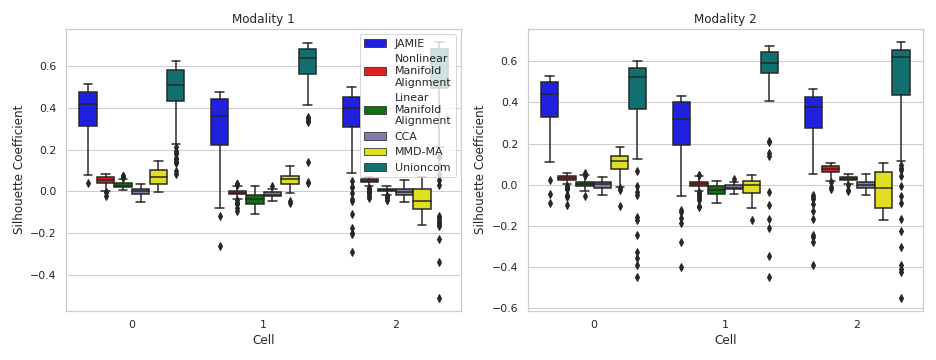 Modality 1
Silhouette Coefficient
0.6
0.4
0.2
0.0
−0.2
−0.4
0
1
2
Cell
JAMIE
Nonlinear
Manifold
Alignment
Linear
Manifold
Alignment
CCA
MMD-MA
Unioncom
Modality 2
Silhouette Coefficient
0.6
0.4
0.2
0.0
−0.2
−0.4
−0.6
0
1
2
Cell